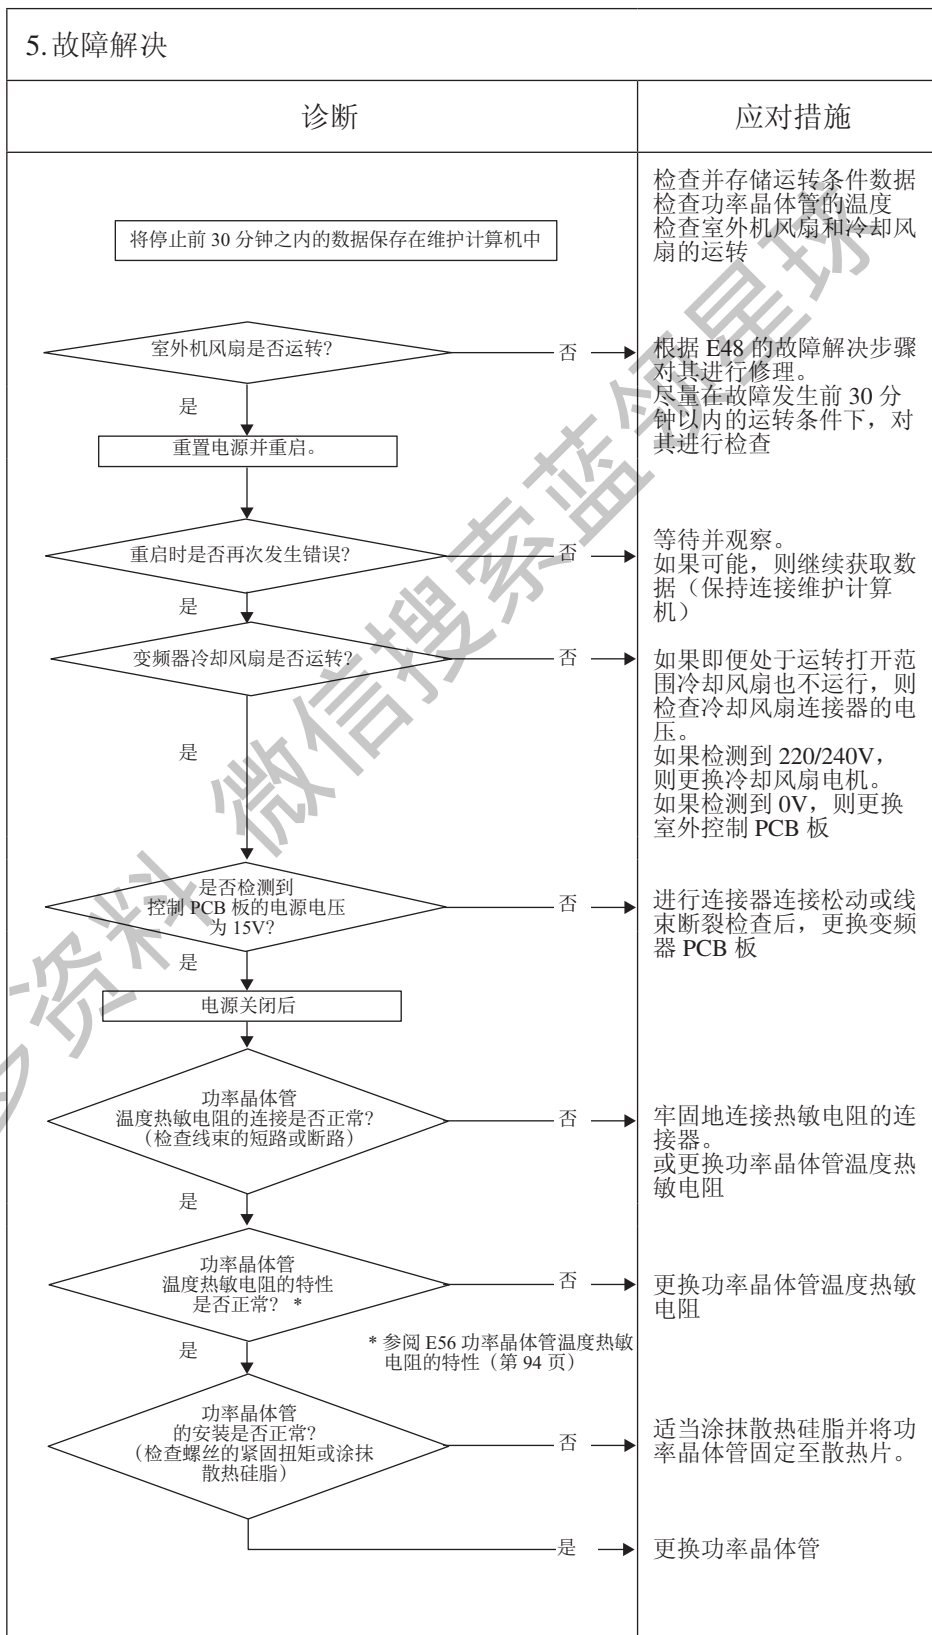 5.故障解决
诊断
应对措施
将停止前 30 分钟之内的数据保存在维护计算机中
检查并存储运转条件数据
检查功率晶体管的温度
检查室外机风扇和冷却风
扇的运转
室外机风扇是否运转?
否
根据 E48 的故障解决步骤
对其进行修理。
尽量在故障发生前 30 分
钟以内的运转条件下，对
其进行检查
是
重置电源并重启。
重启时是否再次发生错误?
否
等待并观察。
如果可能，则继续获取数
据（保持连接维护计算
机）
是
变频器冷却风扇是否运转?
否
如果即便处于运转打开范
围冷却风扇也不运行，则
检查冷却风扇连接器的电
压。
如果检测到 220/240V，
则更换冷却风扇电机。
如果检测到 0V，则更换
室外控制 PCB 板
是
是否检测到
控制 PCB 板的电源电压
为 15V?
否
进行连接器连接松动或线
束断裂检查后，更换变频
器 PCB 板
是
电源关闭后
功率晶体管
温度热敏电阻的连接是否正常?
（检查线束的短路或断路）
否
牢固地连接热敏电阻的连
接器。
或更换功率晶体管温度热
敏电阻
是
功率晶体管
温度热敏电阻的特性
是否正常? *
否
更换功率晶体管温度热敏
电阻
是
* 参阅 E56 功率晶体管温度热敏
电阻的特性（第 94 页）
功率晶体管
的安装是否正常?
（检查螺丝的紧固扭矩或涂抹
散热硅脂）
否
适当涂抹散热硅脂并将功
率晶体管固定至散热片。
是
更换功率晶体管
多资料 微信搜索蓝领星球